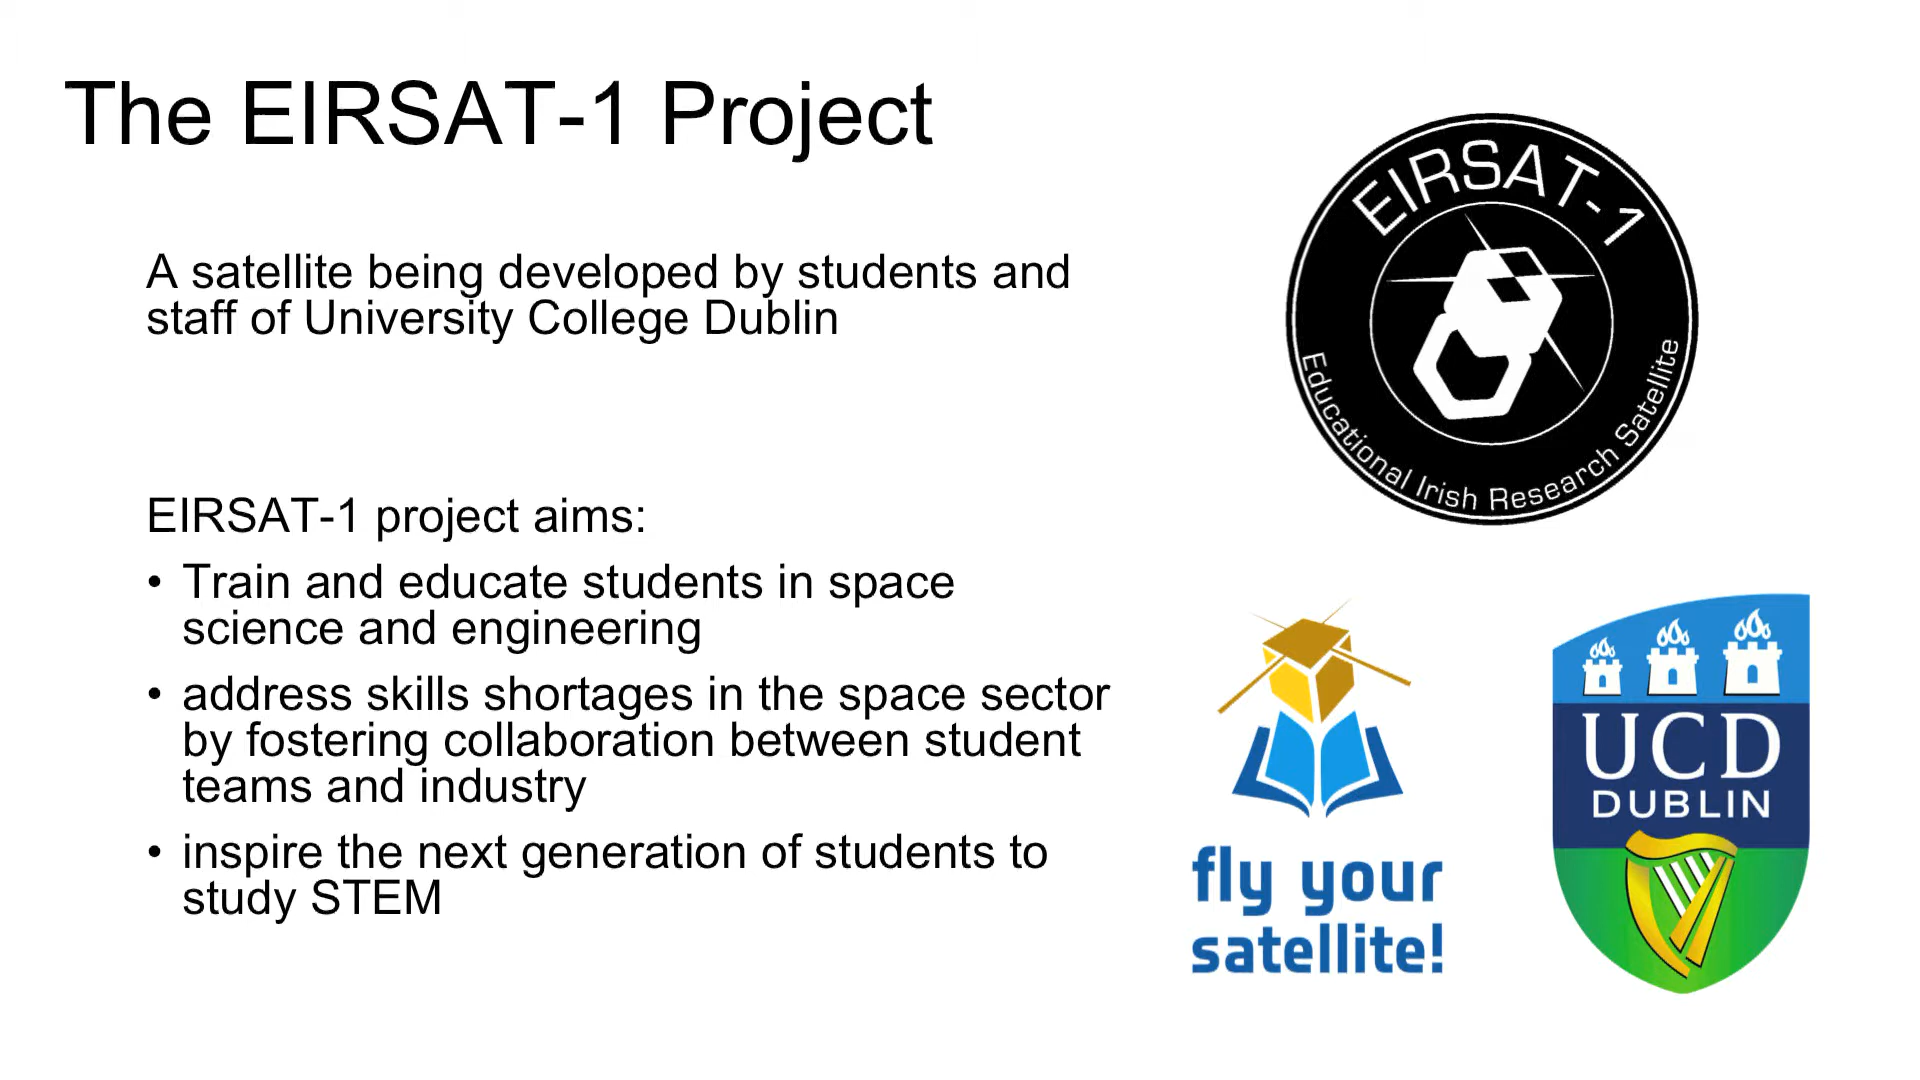 The EIRSAT-1 Project
A satellite being developed by students and
staff of University College Dublin
EIRSAT-1 project aims:
• Train and educate students in space
science and engineering
• address skills shortages in the space sector
by fostering collaboration between student
teams and industry
• inspire the next generation of students to
study STEM
EIRSAT-1
Educational Irish Research Satellite
fly your
satellite!
UCD
DUBLIN